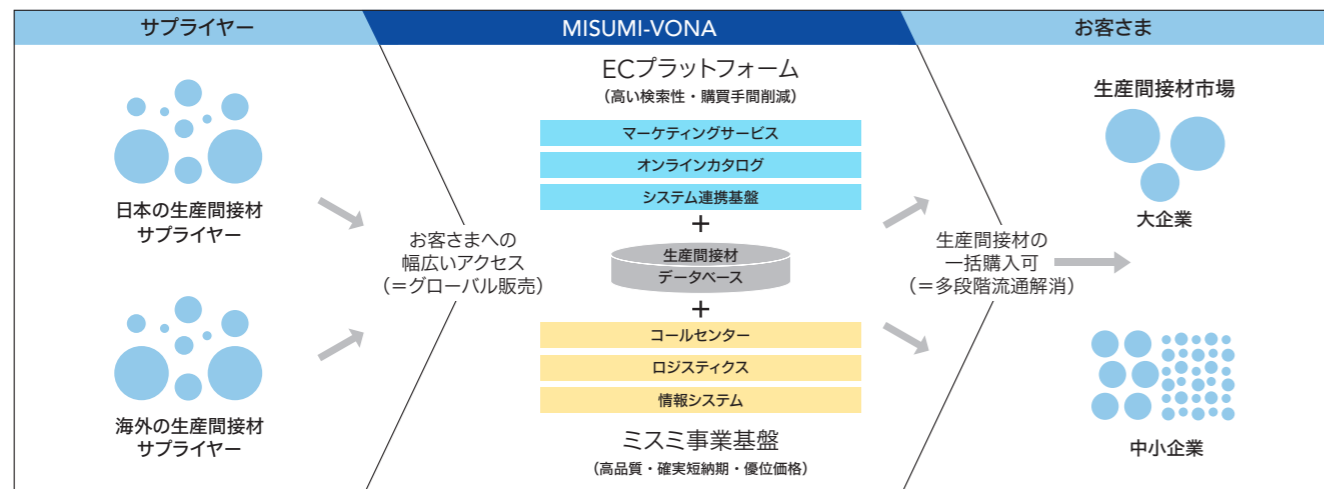 サプライヤー
MISUMI-VONA
お客さま
日本の生産間接材
サプライヤー
海外の生産間接材
サプライヤー
お客さまへの
幅広いアクセス
(=グローバル販売)
ECプラットフォーム
(高い検索性・購買手間削減)
マーケティングサービス
オンラインカタログ
システム連携基盤
+
生産間接材
データベース
+
コールセンター
ロジスティクス
情報システム
ミスミ事業基盤
(高品質・確実短納期・優位価格)
生産間接材の
一括購入可
(=多段階流通解消)
生産間接材市場
大企業
中小企業